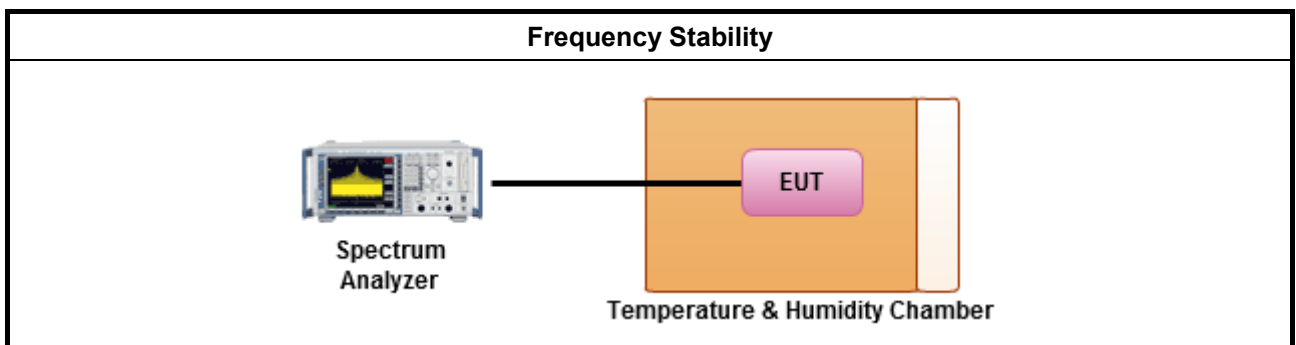 Frequency Stability
EUT
Spectrum
Analyzer
Temperature & Humidity Chamber